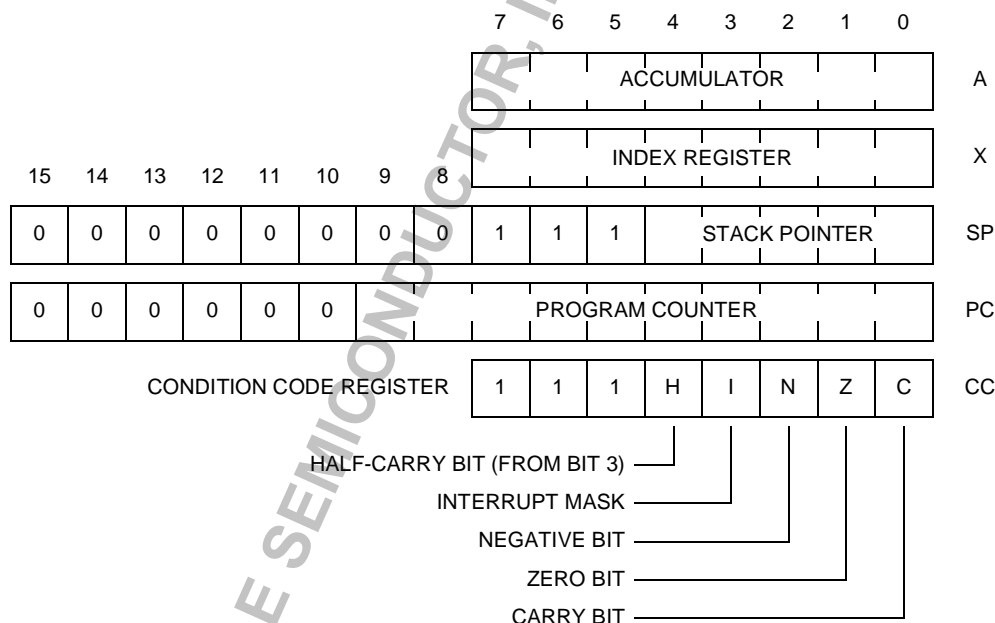 7 6 5 4 3 2 1 0
ACCUMULATOR A
INDEX REGISTER X
15 14 13 12 11 10 9 8
0 0 0 0 0 0 0 0 1 1 1 STACK POINTER SP
0 0 0 0 0 0 PROGRAM COUNTER PC
CONDITION CODE REGISTER 1 1 1 H I N Z C CC
HALF-CARRY BIT (FROM BIT 3)
INTERRUPT MASK
NEGATIVE BIT
ZERO BIT
CARRY BIT
E SEMICONDUCTOR, I